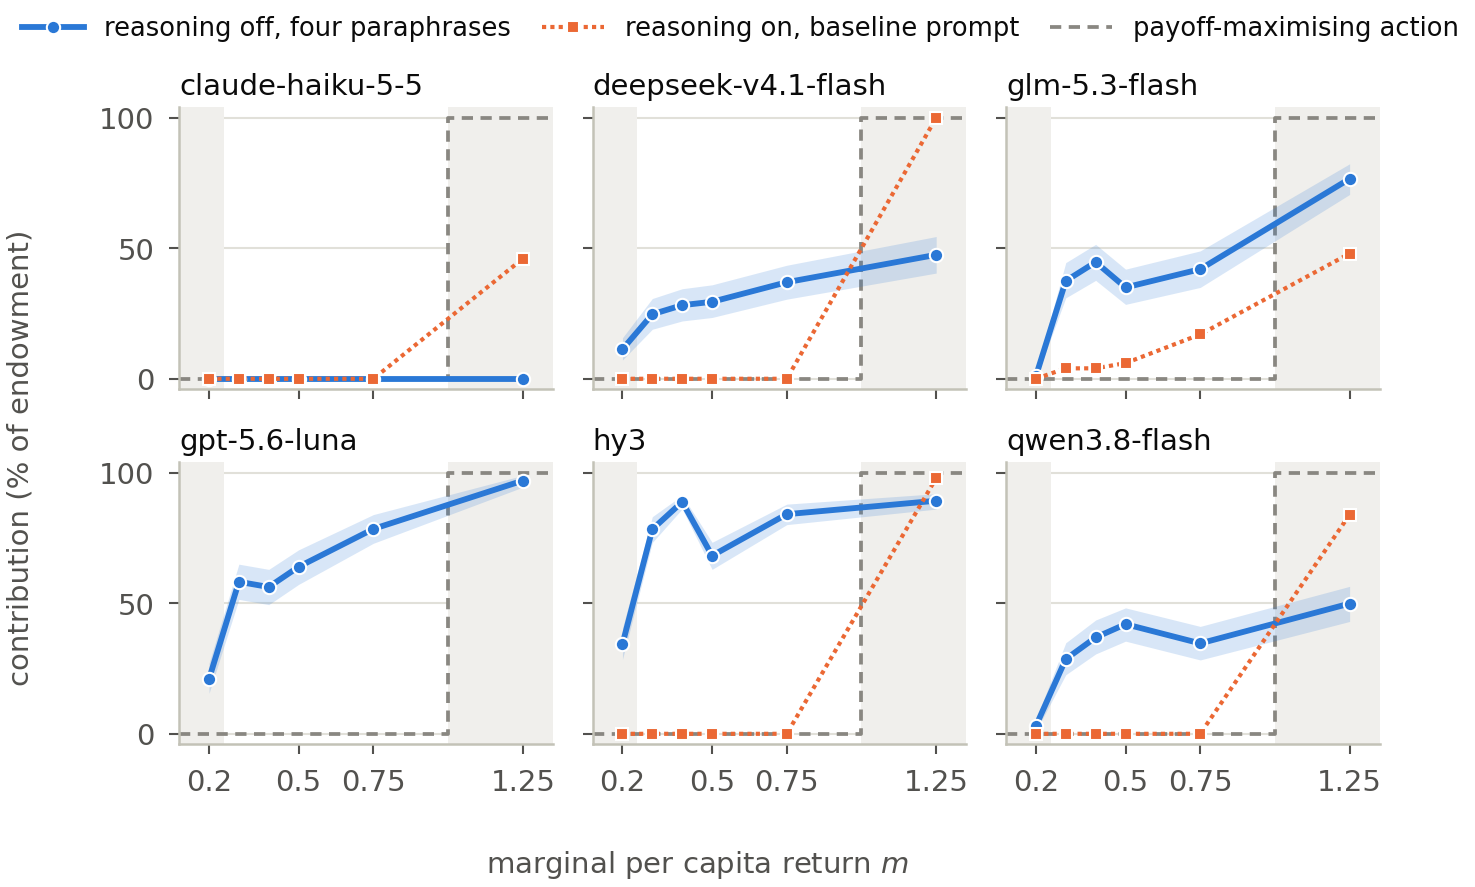 reasoning off, four paraphrases reasoning on, baseline prompt payoff-maximising action
claude-haiku-5-5 deepseek-v4.1-flash glm-5.3-flash
100
50
0
gpt-5.6-luna hy3 qwen3.8-flash
100
50
0
0.2 0.5 0.75 1.25 0.2 0.5 0.75 1.25 0.2 0.5 0.75 1.25
contribution (% of endowment)
marginal per capita return m